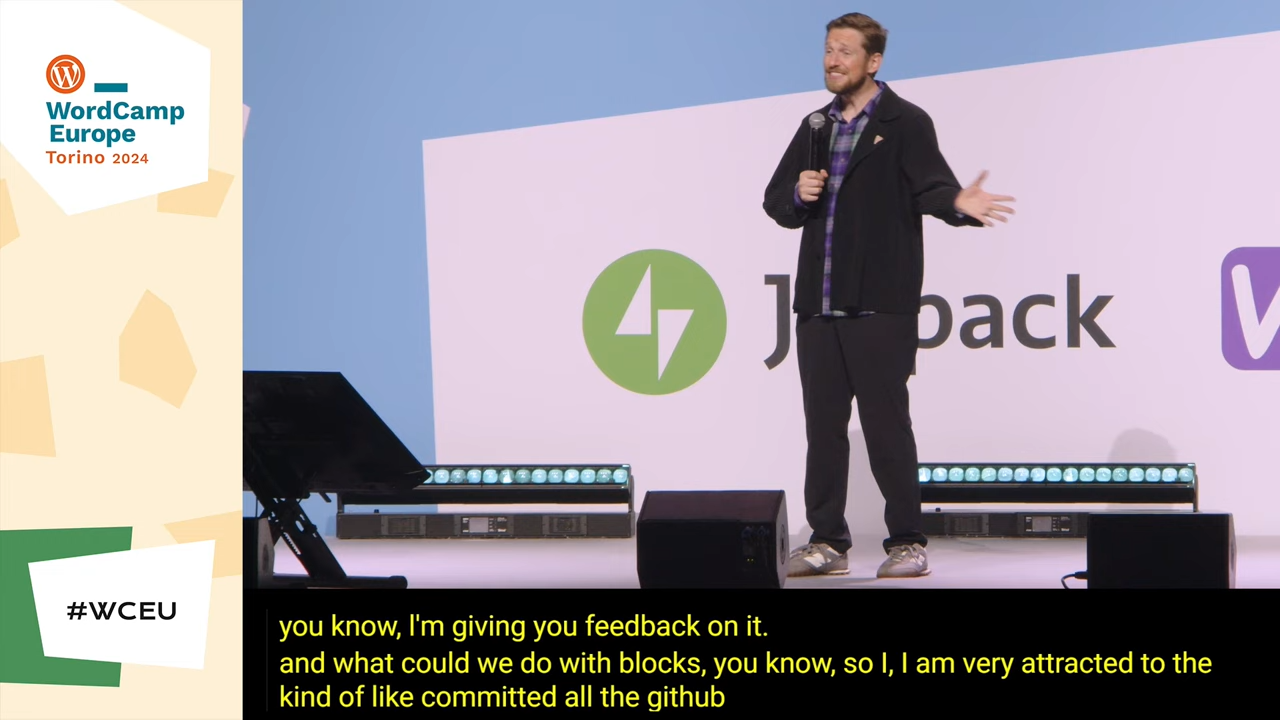 WordCamp
Europe
Torino 2024
#WCEU
J pack
you know, I'm giving you feedback on it.
and what could we do with blocks, you know, so I, I am very attracted to the
kind of like committed all the github